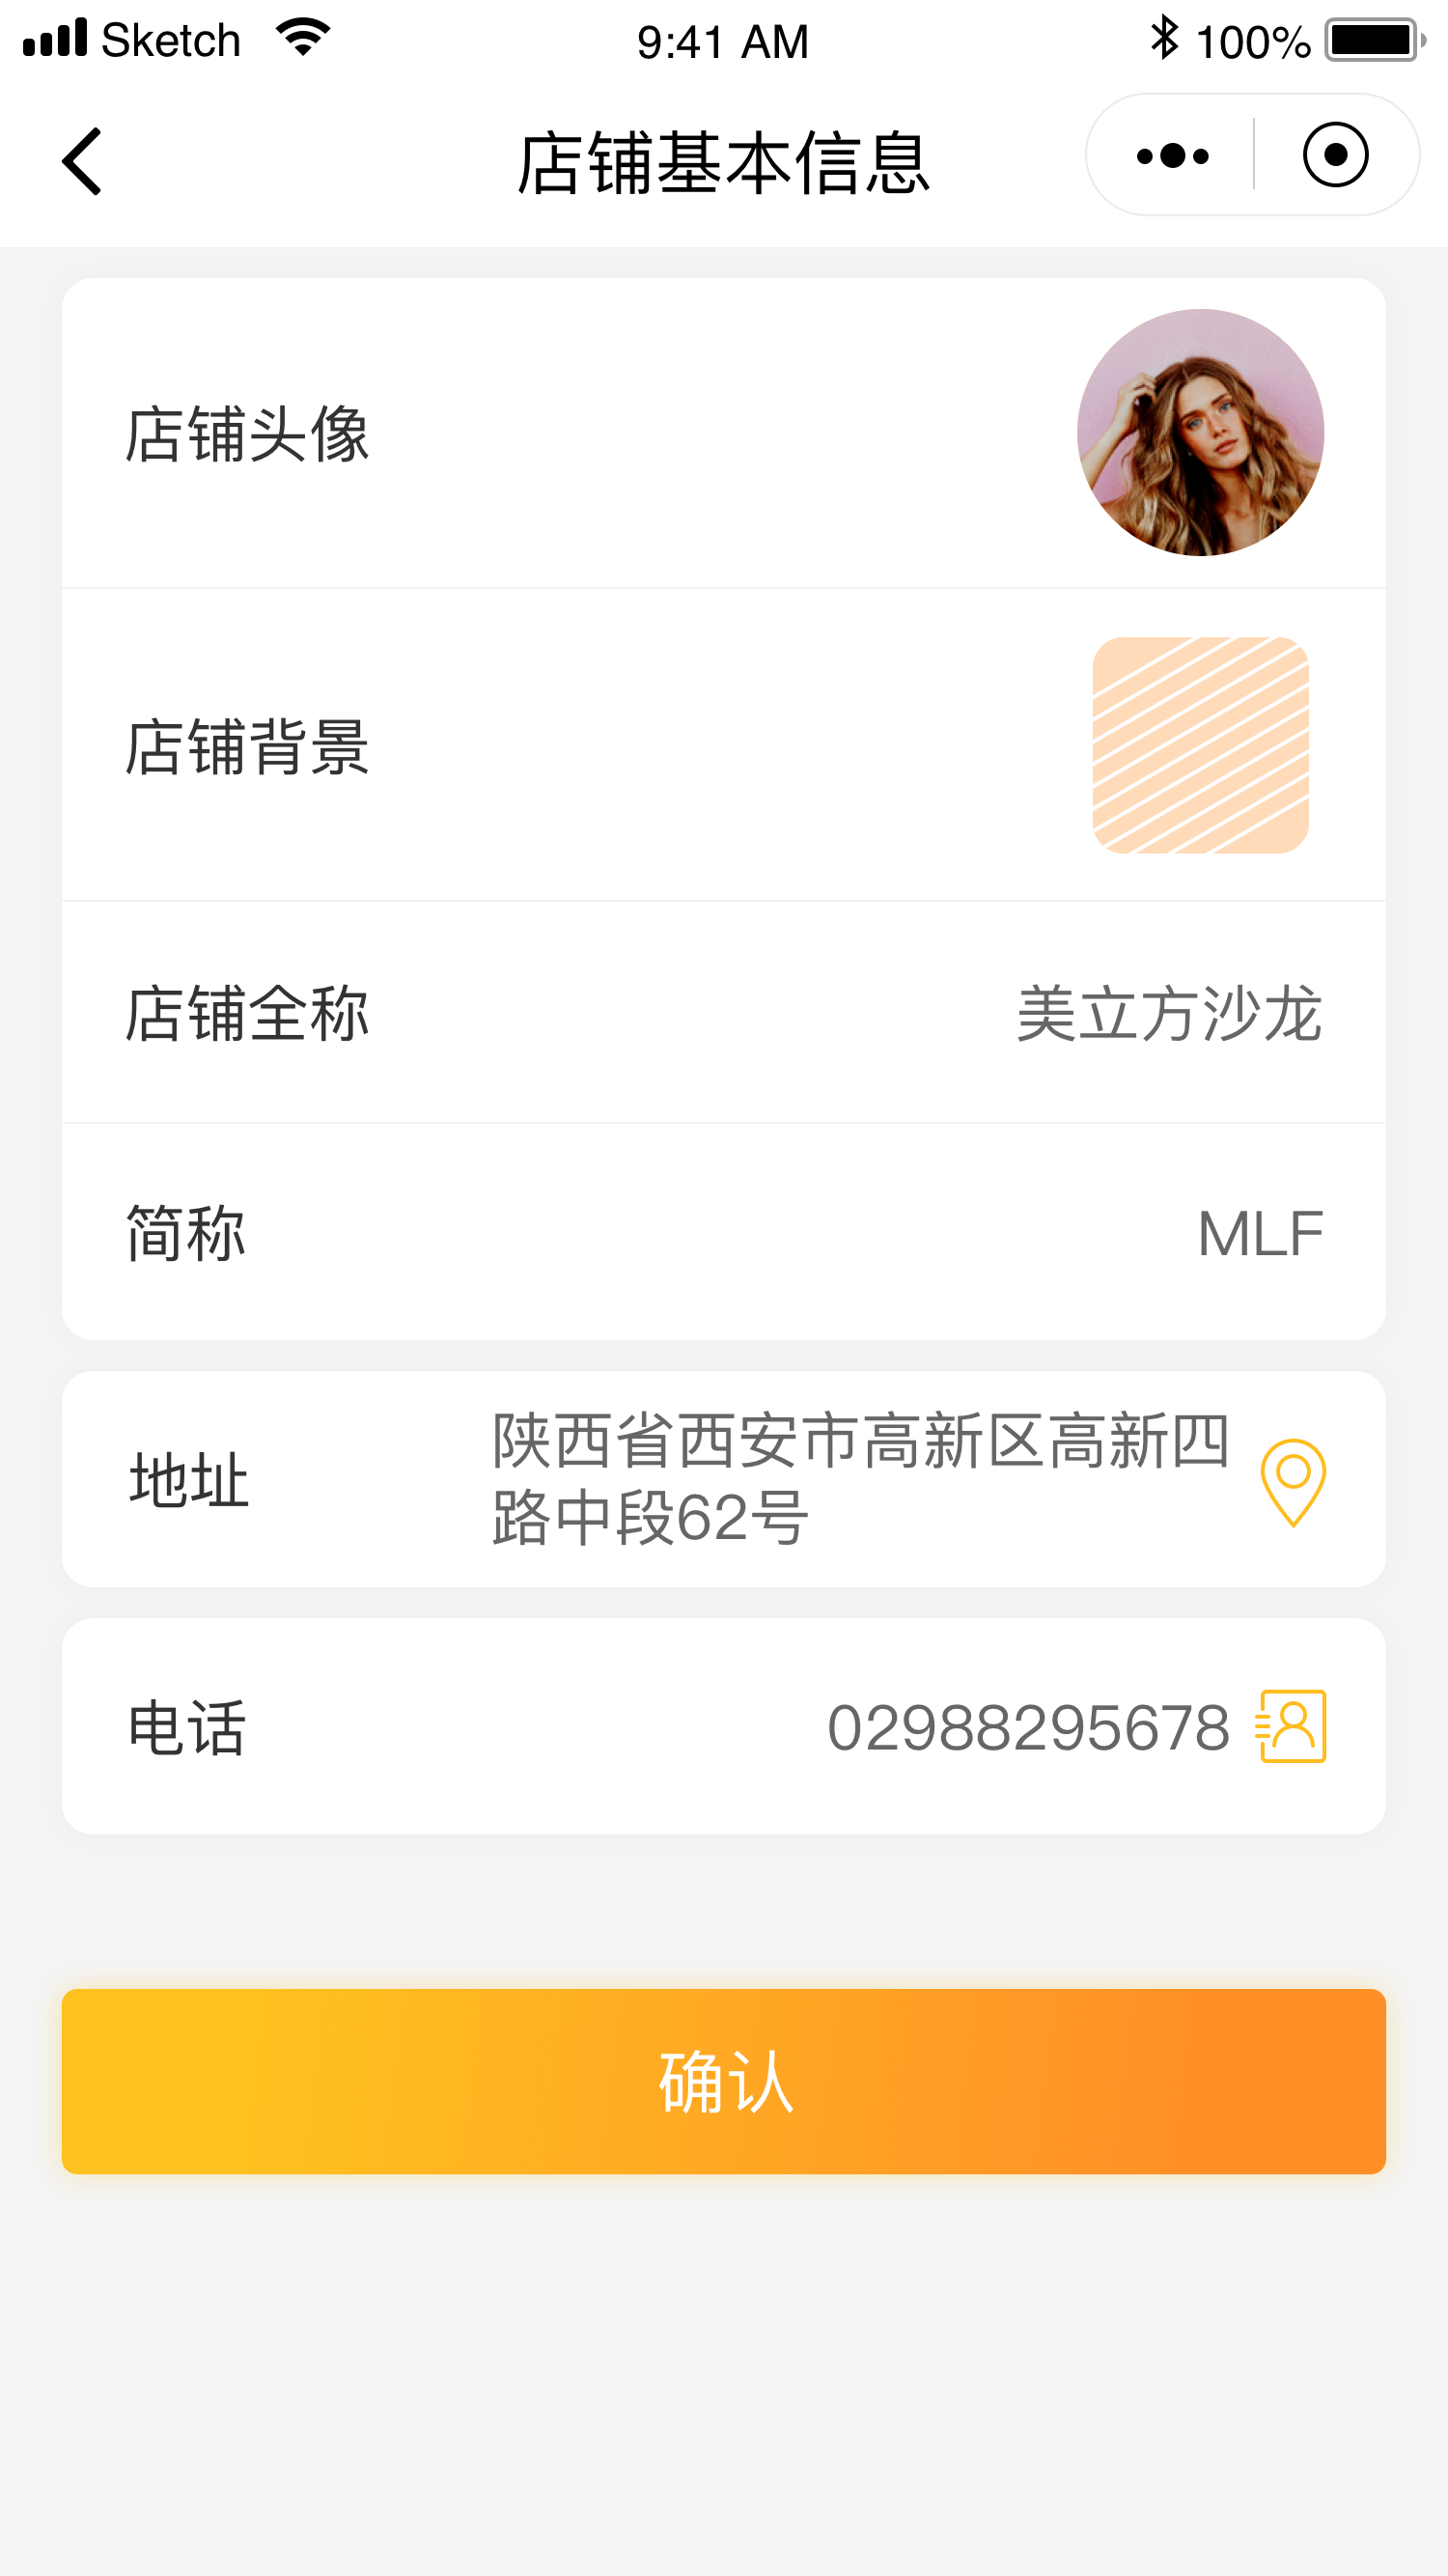 Sketch 9:41 AM 100%
店铺基本信息
店铺头像
店铺背景
店铺全称 美立方沙龙
简称 MLF
地址 陕西省西安市高新区高新四
路中段62号
电话 02988295678
确认